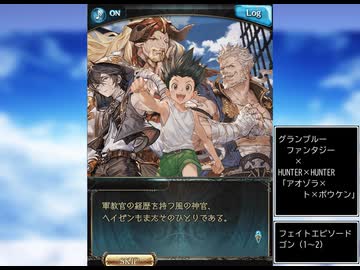 ON
Log
軍教官の経歴を持つ風の神官、
ヘイゼンもまたそのひとりである。
Skip
グランブルー
ファンタジー
×
HUNTER×HUNTER
「アオゾラ×
ト×ボウケン」
フェイトエピソード
ゴン（1～2）